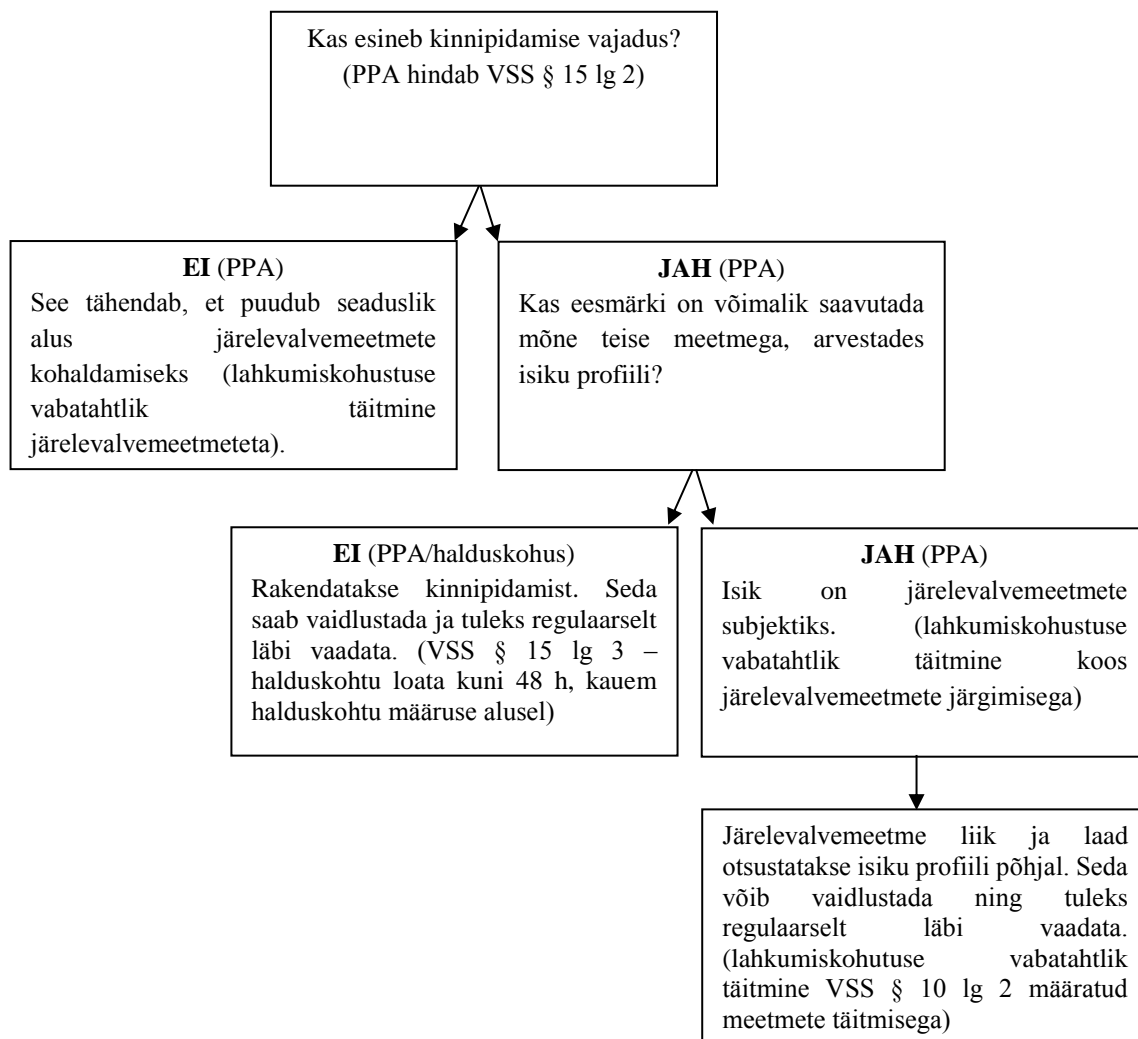 Kas esineb kinnipidamise vajadus?
(PPA hindab VSS § 15 lg 2)
EI (PPA)
See tähendab, et puudub seaduslik
alus järelevalvemeetmete
kohaldamiseks (lahkumiskohustuse
vabatahtlik täitmine
järelevalvemeetmeteta).
JAH (PPA)
Kas eesmärki on võimalik saavutada
mõne teise meetmega, arvestades
isiku profiili?
EI (PPA/halduskohus)
Rakendatakse kinnipidamist. Seda
saab vaidlustada ja tuleks regulaarselt
läbi vaadata. (VSS § 15 lg 3 –
halduskohtu loata kuni 48 h, kauem
halduskohtu määruse alusel)
JAH (PPA)
Isik on järelevalvemeetmete
subjektiks. (lahkumiskohustuse
vabatahtlik täitmine koos
järelevalvemeetmete järgimisega)
Järelevalvemeetme liik ja laad
otsustatakse isiku profiili põhjal. Seda
võib vaidlustada ning tuleks
regulaarselt läbi vaadata.
(lahkumiskohutuse vabatahtlik
täitmine VSS § 10 lg 2 määratud
meetmete täitmisega)